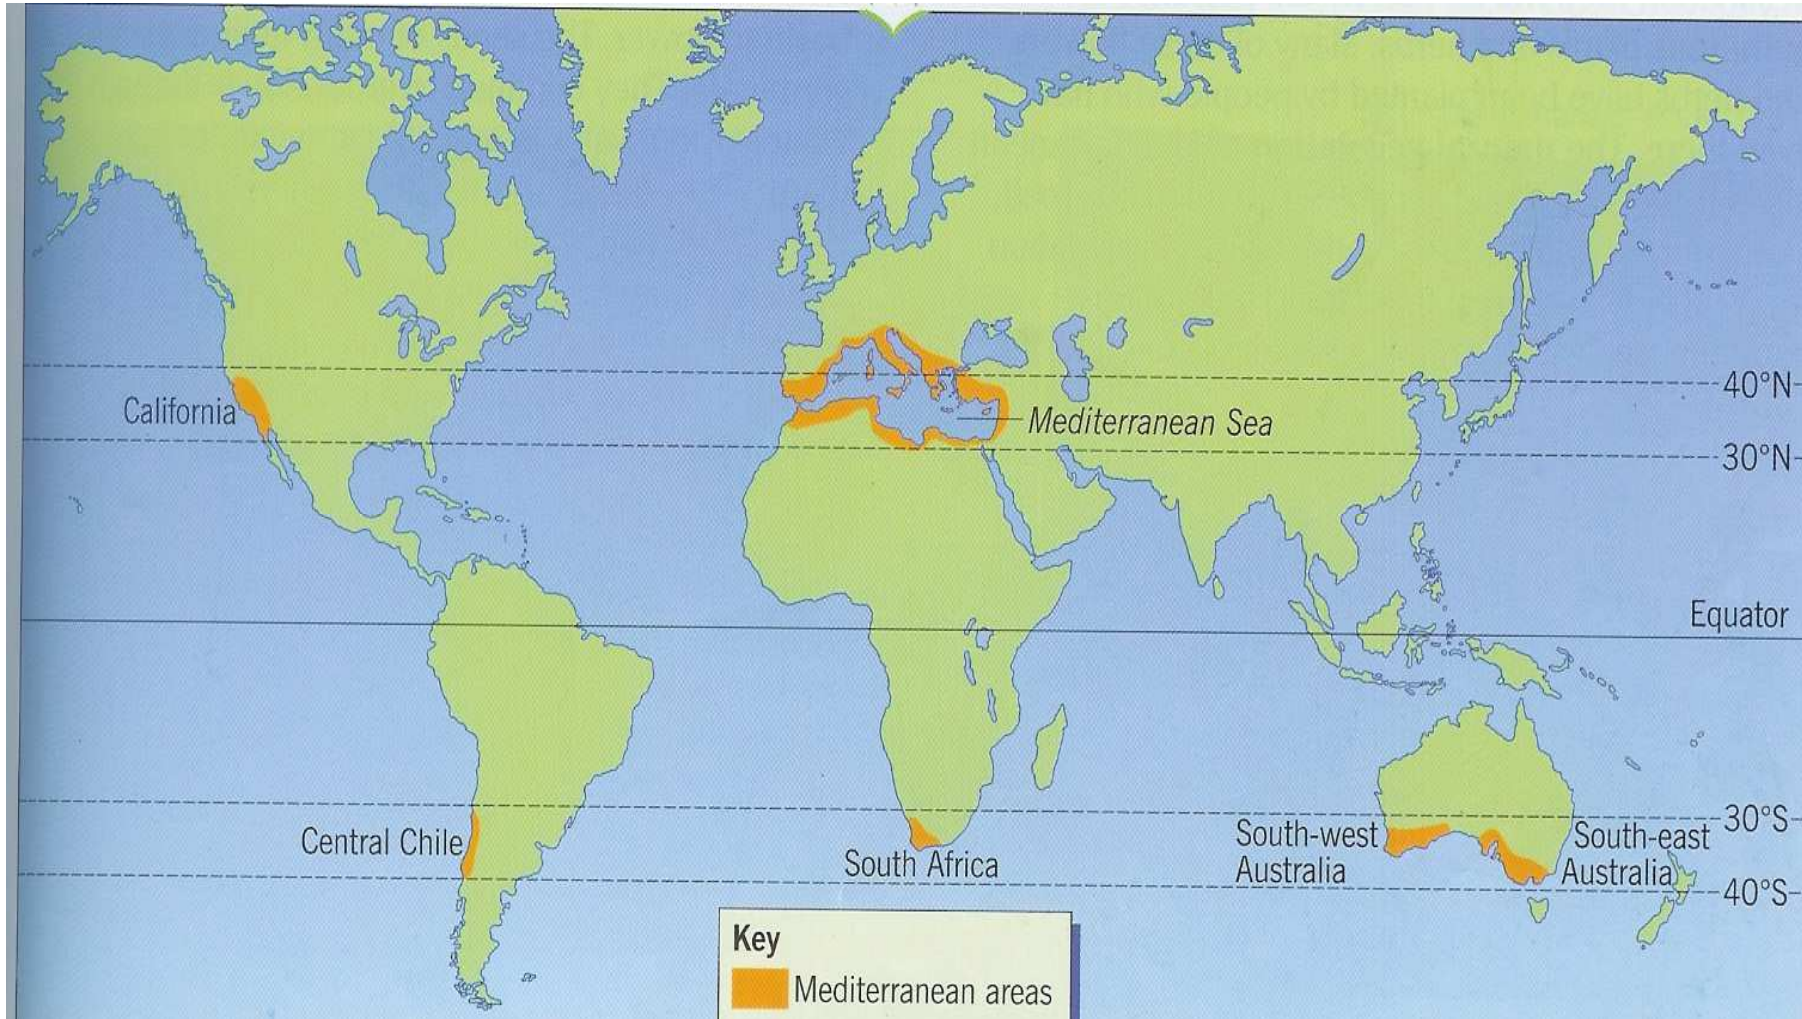 40°N
California
Mediterranean Sea
30°N
Equator
30°S
Central Chile
South Africa
South-west
Australia
South-east
Australia
40°S
Key
Mediterranean areas